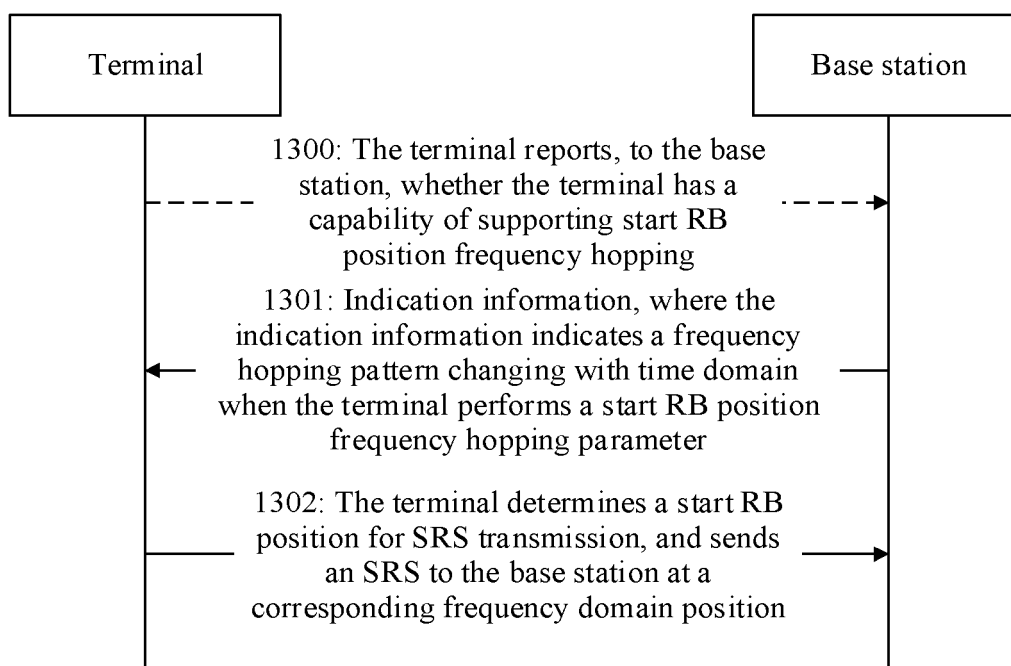 Terminal
Base station
1300: The terminal reports, to the base
station, whether the terminal has a
capability of supporting start RB
position frequency hopping
1301: Indication information, where the
indication information indicates a frequency
hopping pattern changing with time domain
when the terminal performs a start RB position
frequency hopping parameter
1302: The terminal determines a start RB
position for SRS transmission, and sends
an SRS to the base station at a
corresponding frequency domain position